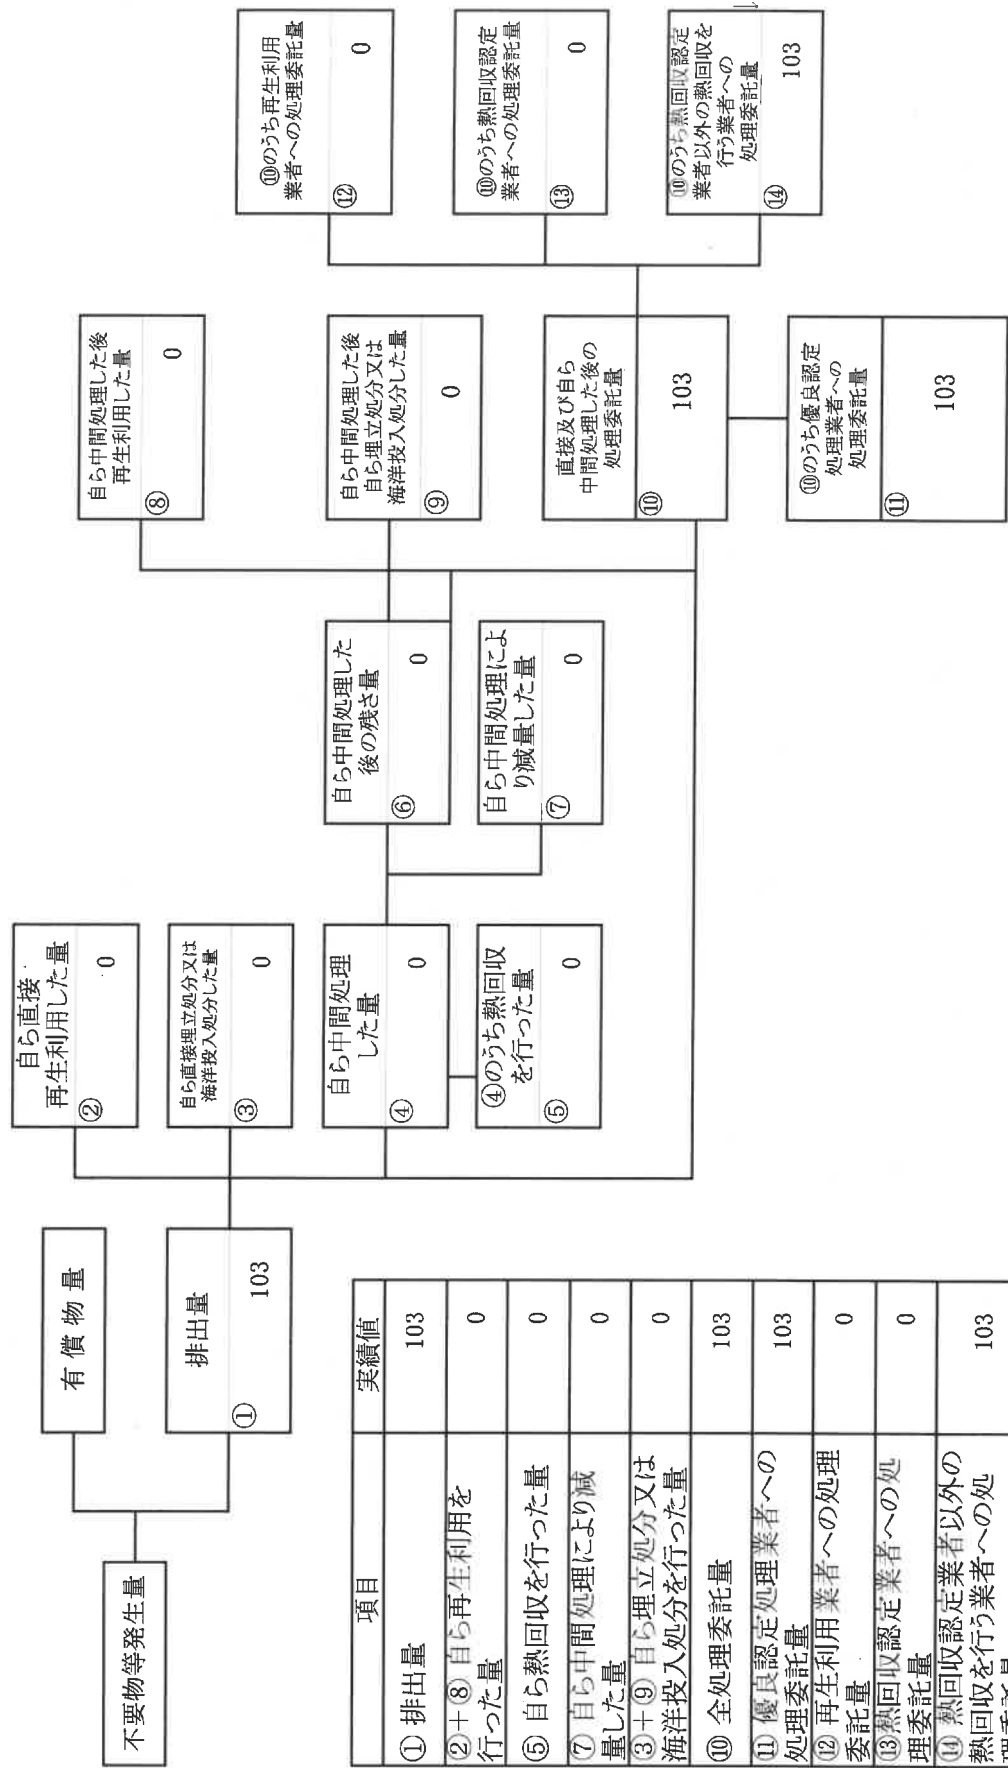 不要物等発生量
有償物量
排出量
①
103
自ら直接
再生利用した量
②
0
自ら直接埋立処分又は
海洋投入処分した量
③
0
自ら中間処理
した量
④
0
④のうち熱回収
を行った量
⑤
0
自ら中間処理した
後の残さ量
⑥
0
自ら中間処理によ
り減量した量
⑦
0
自ら中間処理した後
再生利用した量
⑧
0
自ら中間処理した後
自ら埋立処分又は
海洋投入処分した量
⑨
0
直接及び自ら
中間処理した後の
処理委託量
⑩
103
⑩のうち優良認定
処理業者への
処理委託量
⑪
103
⑩のうち再生利用
業者への処理委託量
⑫
0
⑩のうち熱回収認定
業者への処理委託量
⑬
0
⑩のうち熱回収認定
業者以外の熱回収を
行う業者への
処理委託量
⑭
103
項目
実績値
①排出量
103
②+⑧ 自ら再生利用を
行った量
0
⑤ 自ら熱回収を行った量
0
⑦ 自ら中間処理により減
量した量
0
③+⑨ 自ら埋立処分又は
海洋投入処分を行った量
0
⑩ 全処理委託量
103
⑪ 優良認定処理業者への
処理委託量
103
⑫ 再生利用業者への処理
委託量
0
⑬熱回収認定業者への処
理委託量
0
⑭ 熱回収認定業者以外の
熱回収を行う業者への処
理委託量
103